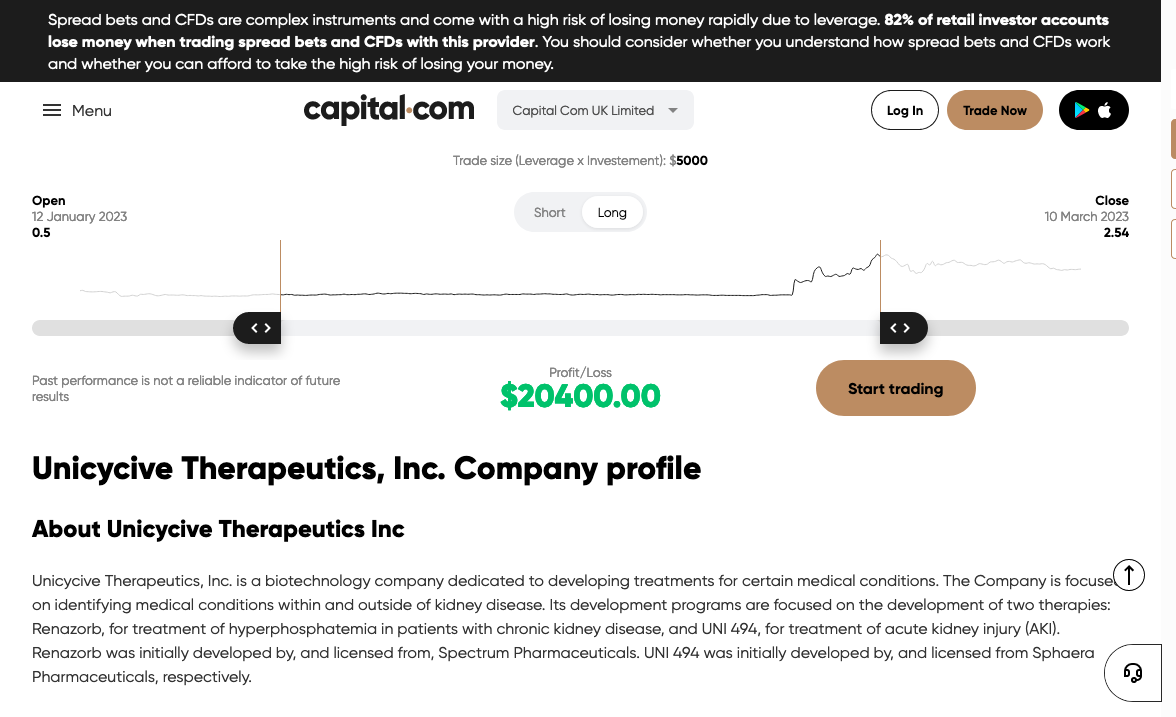 Spread bets and CFDs are complex instruments and come with a high risk of losing money rapidly due to leverage. 82% of retail investor accounts
lose money when trading spread bets and CFDs with this provider. You should consider whether you understand how spread bets and CFDs work
and whether you can afford to take the high risk of losing your money.
Menu
capital.com
Capital Com UK Limited
Log In
Trade Now
Trade size (Leverage x Investement): $5000
Open
12 January 2023
0.5
Short
Long
Close
10 March 2023
2.54
Past performance is not a reliable indicator of future
results
Profit/Loss
$20400.00
Start trading
Unicycive Therapeutics, Inc. Company profile
About Unicycive Therapeutics Inc
Unicycive Therapeutics, Inc. is a biotechnology company dedicated to developing treatments for certain medical conditions. The Company is focused
on identifying medical conditions within and outside of kidney disease. Its development programs are focused on the development of two therapies:
Renazorb, for treatment of hyperphosphatemia in patients with chronic kidney disease, and UNI 494, for treatment of acute kidney injury (AKI).
Renazorb was initially developed by, and licensed from, Spectrum Pharmaceuticals. UNI 494 was initially developed by, and licensed from Sphaera
Pharmaceuticals, respectively.